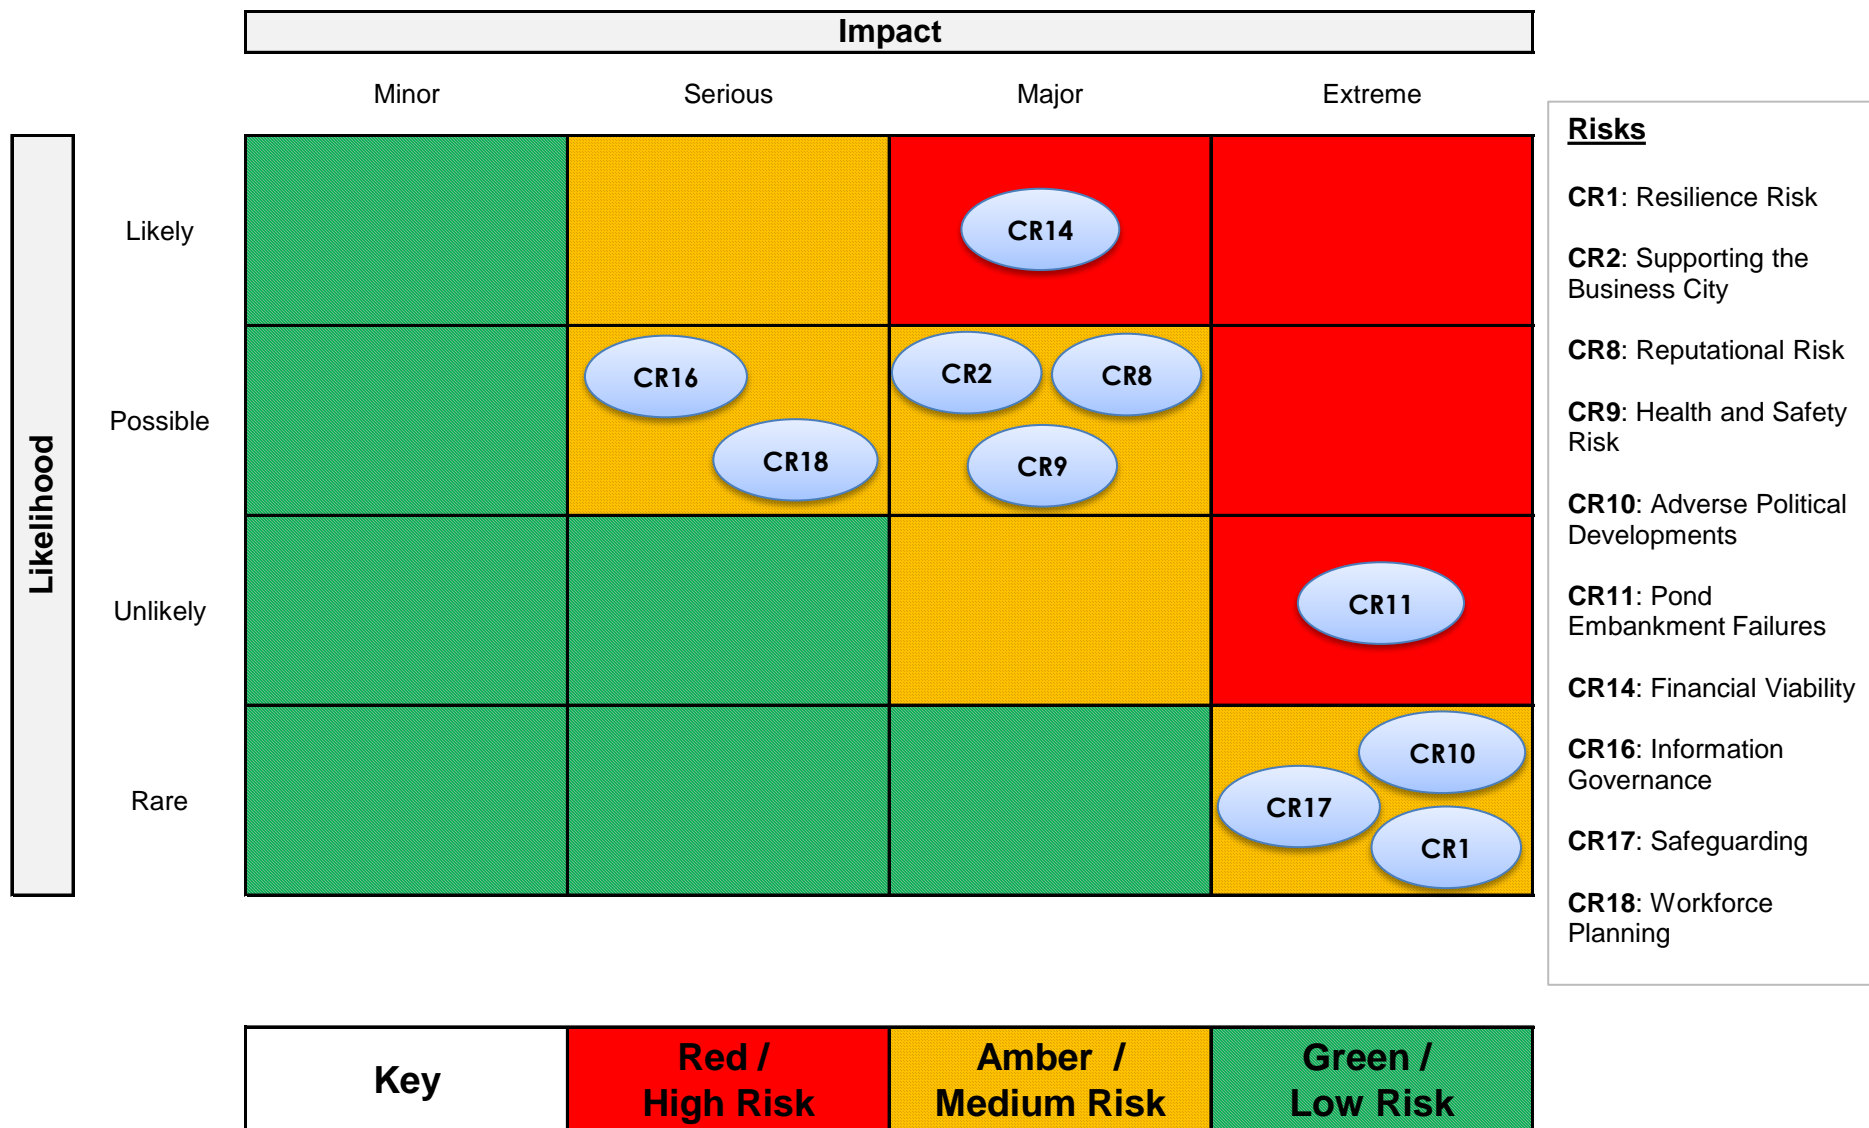 Impact
Minor
Serious
Major
Extreme
Likelihood
Likely
CR14
Possible
CR16
CR18
CR2
CR8
CR9
Unlikely
CR11
Rare
CR10
CR17
CR1
Risks
CR1: Resilience Risk
CR2: Supporting the
Business City
CR8: Reputational Risk
CR9: Health and Safety
Risk
CR10: Adverse Political
Developments
CR11: Pond
Embankment Failures
CR14: Financial Viability
CR16: Information
Governance
CR17: Safeguarding
CR18: Workforce
Planning
Key
Red /
High Risk
Amber /
Medium Risk
Green /
Low Risk